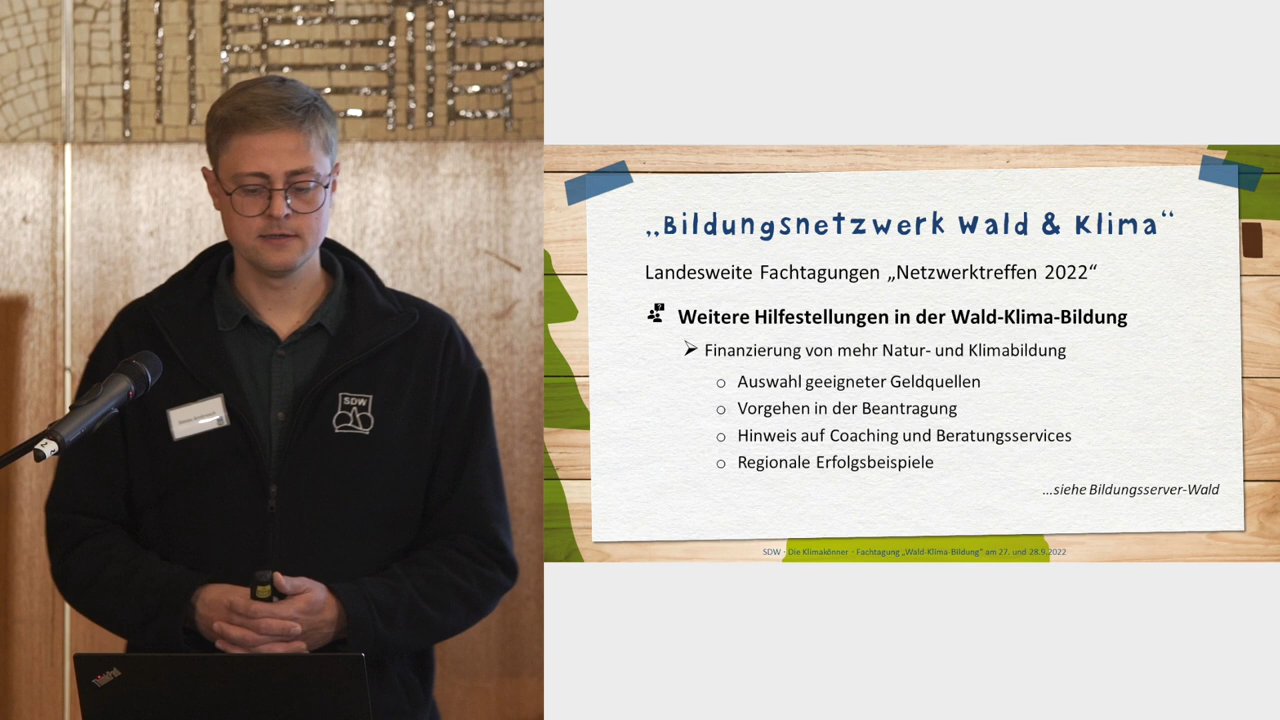 SDW
ThinkPad
„Bildungsnetzwerk Wald & Klima“
Landesweite Fachtagungen „Netzwerktreffen 2022“
Weitere Hilfestellungen in der Wald-Klima-Bildung
Finanzierung von mehr Natur- und Klimabildung
Auswahl geeigneter Geldquellen
Vorgehen in der Beantragung
Hinweis auf Coaching und Beratungsservices
Regionale Erfolgsbeispiele
...siehe Bildungsserver-Wald
SDW - Die Klimakönner - Fachtagung „Wald-Klima-Bildung“ am 27. und 28.9.2022